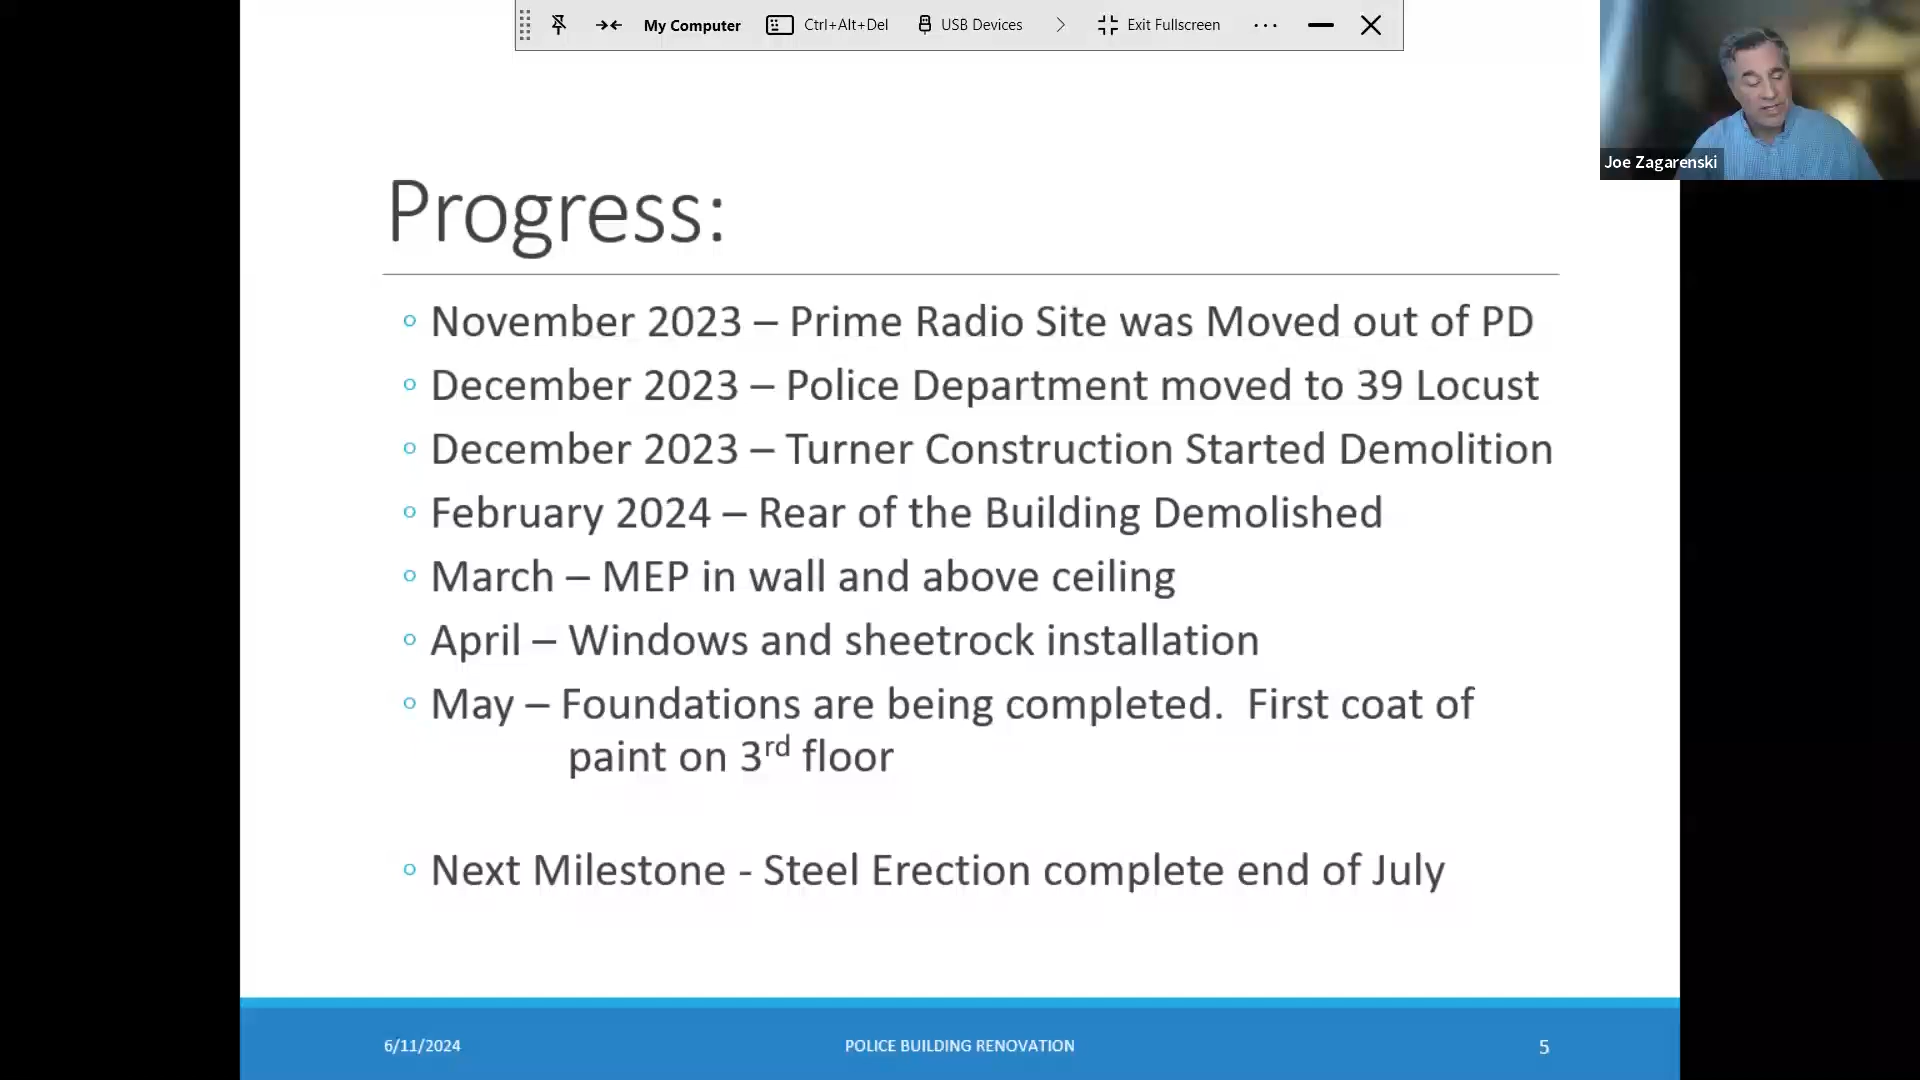 My Computer
Ctrl+Alt+Del
USB Devices
Exit Fullscreen
Joe Zagarenski
Progress:
November 2023 – Prime Radio Site was Moved out of PD
December 2023 – Police Department moved to 39 Locust
December 2023 – Turner Construction Started Demolition
February 2024 – Rear of the Building Demolished
March – MEP in wall and above ceiling
April – Windows and sheetrock installation
May – Foundations are being completed.  First coat of
paint on 3rd floor
Next Milestone - Steel Erection complete end of July
6/11/2024
POLICE BUILDING RENOVATION
5